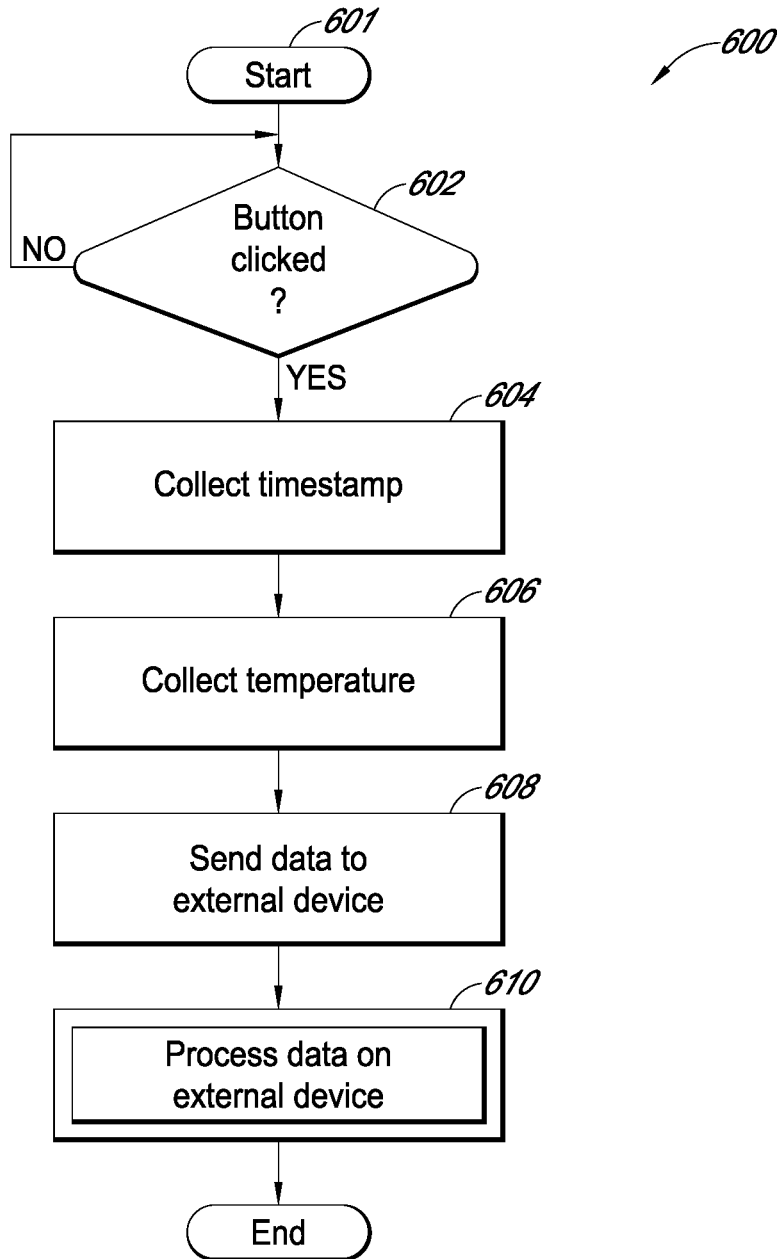 601
Start
600
602
Button
clicked
?
NO
YES
604
Collect timestamp
606
Collect temperature
608
Send data to
external device
610
Process data on
external device
End